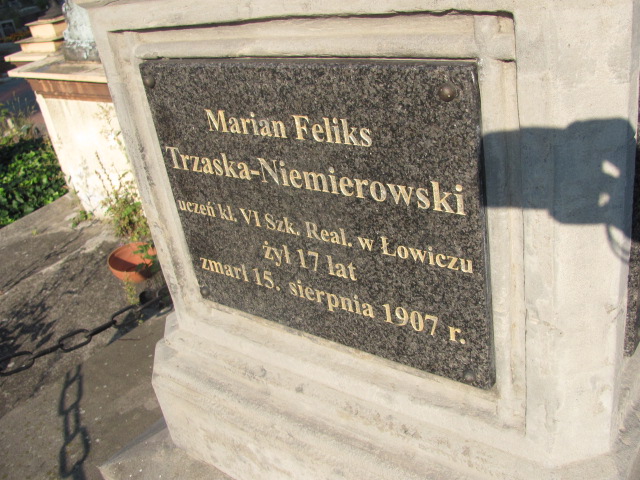 Marian Feliks
Trzaska-Niemierowski
uczeń kl. VI Szk. Real. w Łowiczu
żył 17 lat
zmarł 15. sierpnia 1907 r.